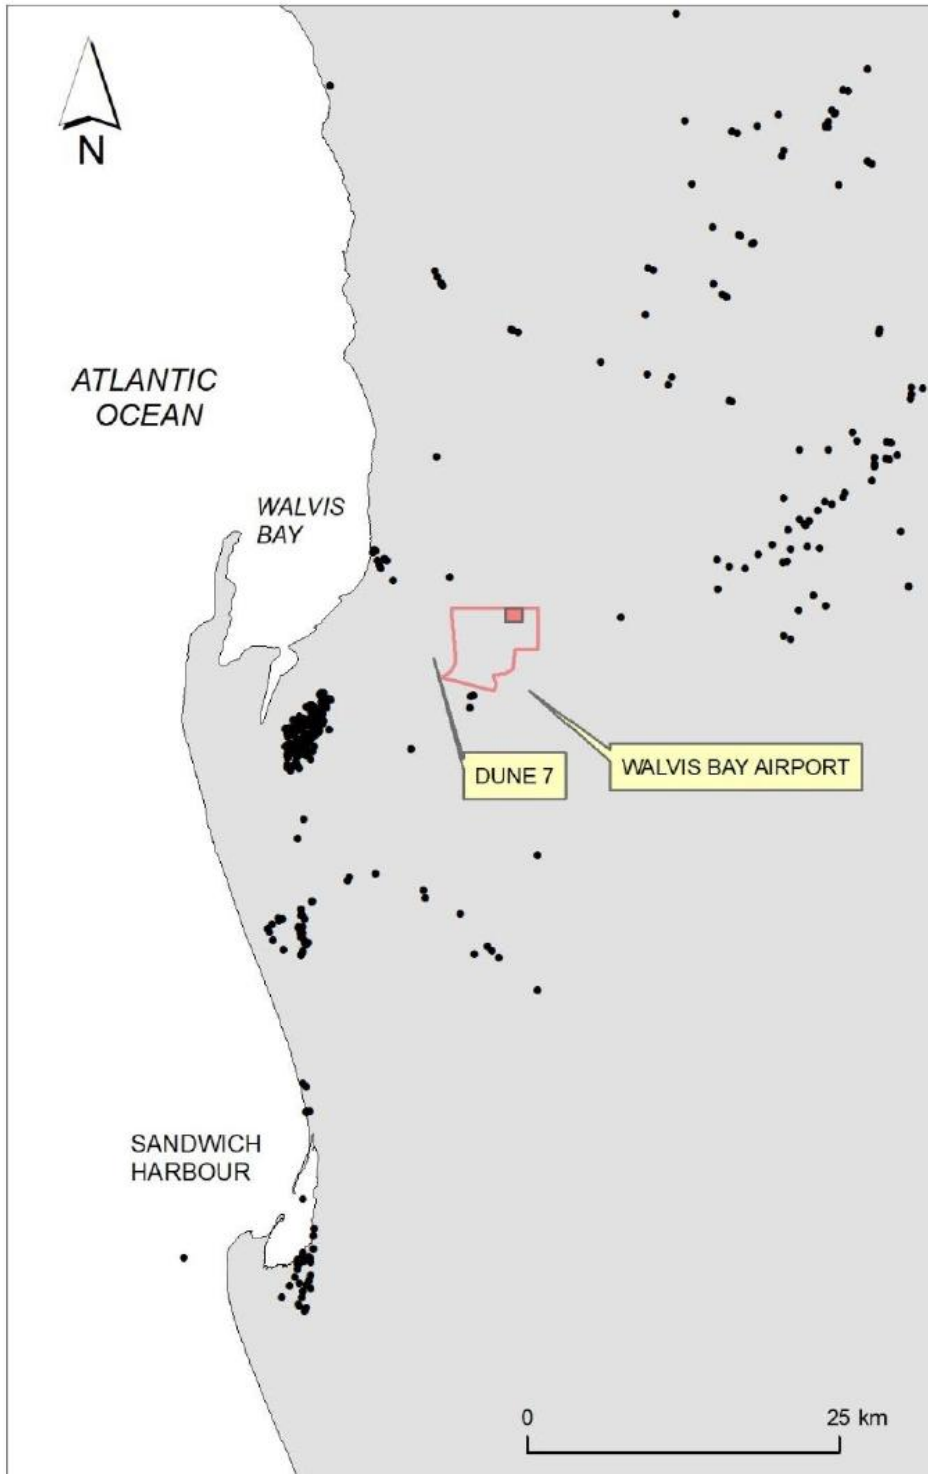 N
ATLANTIC
OCEAN
WALVIS
BAY
DUNE 7
WALVIS BAY AIRPORT
SANDWICH
HARBOUR
0 25 km